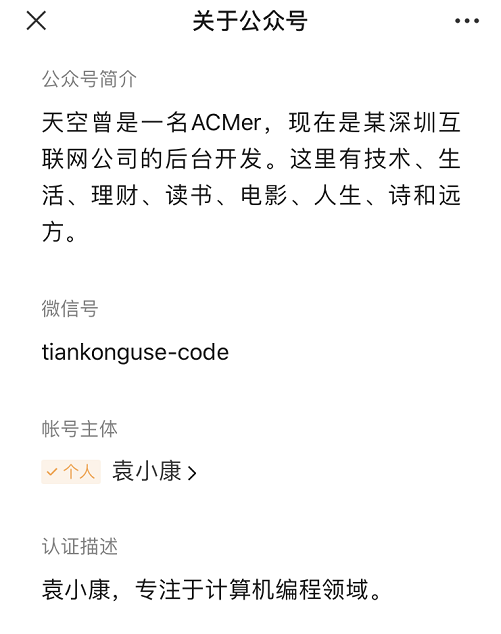 关于公众号
公众号简介
天空曾是一名ACMer，现在是某深圳互
联网公司的后台开发。这里有技术、生
活、理财、读书、电影、人生、诗和远
方。
微信号
tiankonguse-code
帐号主体
个人 袁小康
认证描述
袁小康，专注于计算机编程领域。